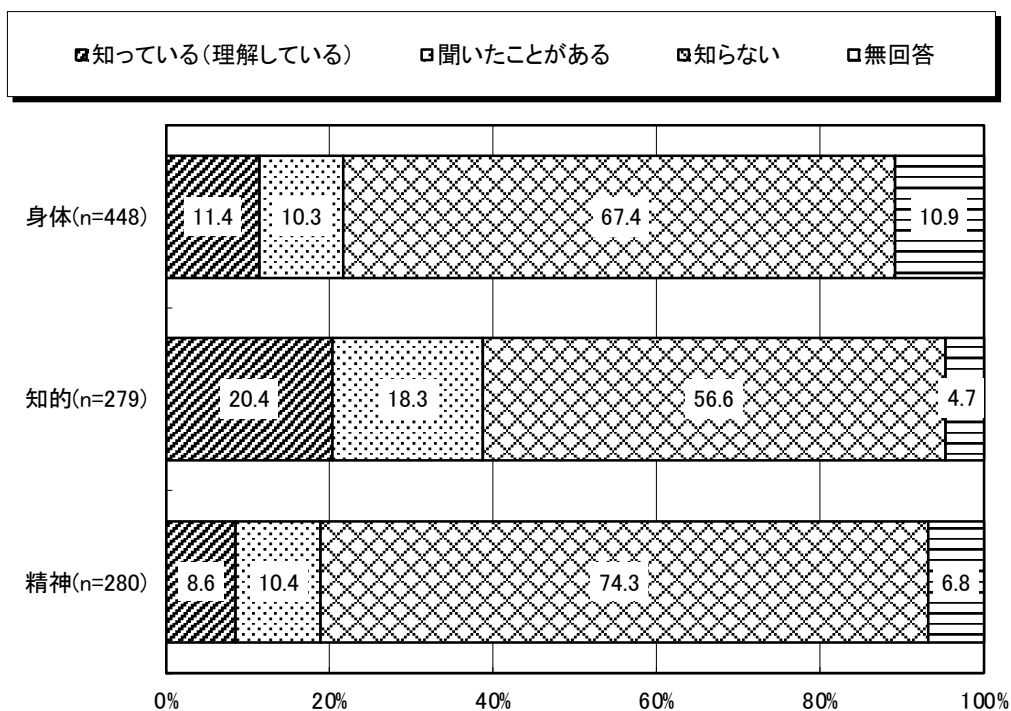 知っている(理解している) 聞いたことがある 知らない 無回答
身体(n=448) 11.4 10.3 67.4 10.9
知的(n=279) 20.4 18.3 56.6 4.7
精神(n=280) 8.6 10.4 74.3 6.8
0% 20% 40% 60% 80% 100%